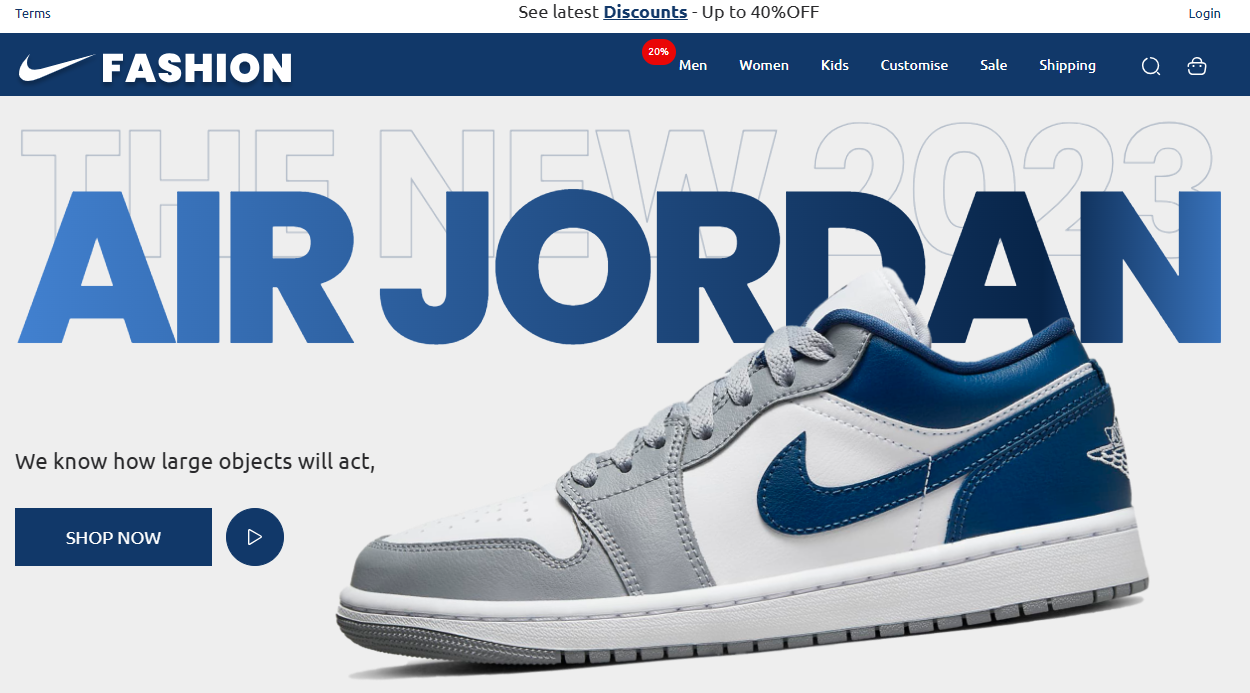 Terms
See latest Discounts - Up to 40%OFF
Login
FASHION
20%
Men
Women
Kids
Customise
Sale
Shipping
THE NEW 2023
AIR JORDAN
We know how large objects will act,
SHOP NOW